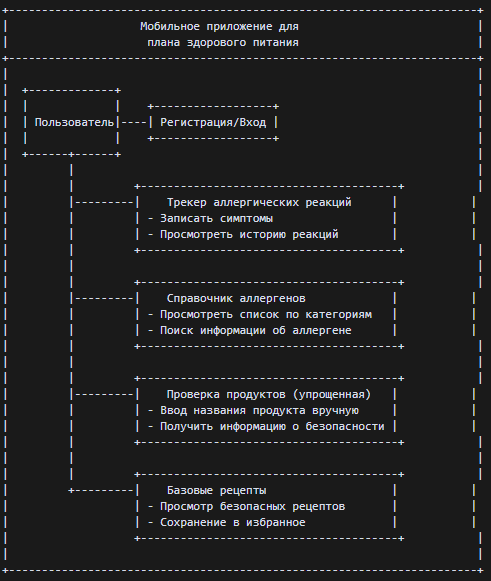 Мобильное приложение для
плана здорового питания
Пользователь
Регистрация/Вход
Трекер аллергических реакций
- Записать симптомы
- Просмотреть историю реакций
Справочник аллергенов
- Просмотреть список по категориям
- Поиск информации об аллергене
Проверка продуктов (упрощенная)
- Ввод названия продукта вручную
- Получить информацию о безопасности
Базовые рецепты
- Просмотр безопасных рецептов
- Сохранение в избранное